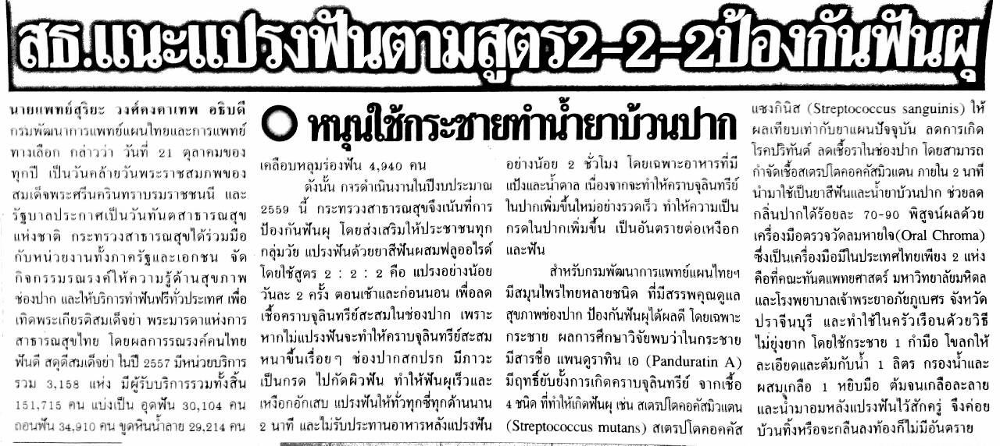 สธ.แนะแปรงฟันตามสูตร2-2-2ป้องกันฟันผุ
หนุนใช้กระชายทำน้ำยาบ้วนปาก
นายแพทย์สุริยะ วงศ์คงคาเทพ อธิบดี
กรมพัฒนาการแพทย์แผนไทยและการแพทย์
ทางเลือก กล่าวว่า วันที่ 21 ตุลาคมของ
ทุกปี เป็นวันคล้ายวันพระราชสมภพของ
สมเด็จพระศรีนครินทราบรมราชชนนี และ
รัฐบาลประกาศเป็นวันทันตสาธารณสุข
แห่งชาติ กระทรวงสาธารณสุขได้ร่วมมือ
กับหน่วยงานทั้งภาครัฐและเอกชน จัด
กิจกรรมรณรงค์ให้ความรู้ด้านสุขภาพ
ช่องปาก และให้บริการทำฟันฟรีทั่วประเทศ เพื่อ
เทิดพระเกียรติสมเด็จย่า พระมารดาแห่งการ
สาธารณสุขไทย โดยผลการรณรงค์คนไทย
ฟันดี สดุดีสมเด็จย่า ในปี 2557 มีหน่วยบริการ
รวม 3,158 แห่ง มีผู้รับบริการรวมทั้งสิ้น
151,715 คน แบ่งเป็น อุดฟัน 30,104 คน
ถอนฟัน 34,910 คน ขูดหินน้ำลาย 29,214 คน
เคลือบหลุมร่องฟัน 4,940 คน
ดังนั้น การดำเนินงานในปีงบประมาณ
2559 นี้ กระทรวงสาธารณสุขจึงเน้นที่การ
ป้องกันฟันผุ โดยส่งเสริมให้ประชาชนทุก
กลุ่มวัย แปรงฟันด้วยยาสีฟันผสมฟลูออไรด์
โดยใช้สูตร 2 : 2 : 2 คือ แปรงอย่างน้อย
วันละ 2 ครั้ง ตอนเช้าและก่อนนอน เพื่อลด
เชื้อคราบจุลินทรีย์สะสมในช่องปาก เพราะ
หากไม่แปรงฟันจะทำให้คราบจุลินทรีย์สะสม
หนาขึ้นเรื่อยๆ ช่องปากสกปรก มีภาวะ
เป็นกรด ไปกัดผิวฟัน ทำให้ฟันผุเร็วและ
เหงือกอักเสบ แปรงฟันให้ทั่วทุกซี่ทุกด้านนาน
2 นาที และไม่รับประทานอาหารหลังแปรงฟัน
อย่างน้อย 2 ชั่วโมง โดยเฉพาะอาหารที่มี
แป้งและน้ำตาล เนื่องจากจะทำให้คราบจุลินทรีย์
ในปากเพิ่มขึ้นใหม่อย่างรวดเร็ว ทำให้ความเป็น
กรดในปากเพิ่มขึ้น เป็นอันตรายต่อเหงือก
และฟัน
สำหรับกรมพัฒนาการแพทย์แผนไทยฯ
มีสมุนไพรไทยหลายชนิด ที่มีสรรพคุณดูแล
สุขภาพช่องปาก ป้องกันฟันผุได้ผลดี โดยเฉพาะ
กระชาย ผลการศึกษาวิจัยพบว่าในกระชาย
มีสารชื่อ แพนดูราทิน เอ (Panduratin A)
มีฤทธิ์ยับยั้งการเกิดคราบจุลินทรีย์ จากเชื้อ
4 ชนิด ที่ทำให้เกิดฟันผุ เช่น สเตรปโตคอคัสมิวแตน
(Streptococcus mutans) สเตรปโตคอคคัส
แซงกินิส (Streptococcus sanguinis) ให้
ผลเทียบเท่ากับยาแผนปัจจุบัน ลดการเกิด
โรคปริทันต์ ลดเชื้อราในช่องปาก โดยสามารถ
กำจัดเชื้อสเตรปโตคอคคัสมิวแตน ภายใน 2 นาที
นำมาใช้เป็นยาสีฟันและน้ำยาบ้วนปาก ช่วยลด
กลิ่นปากได้ร้อยละ 70-90 พิสูจน์ผลด้วย
เครื่องมือตรวจวัดลมหายใจ(Oral Chroma)
ซึ่งเป็นเครื่องมือมีในประเทศไทยเพียง 2 แห่ง
คือที่คณะทันตแพทยศาสตร์ มหาวิทยาลัยมหิดล
และโรงพยาบาลเจ้าพระยาอภัยภูเบศร จังหวัด
ปราจีนบุรี และทำใช้ในครัวเรือนด้วยวิธี
ไม่ยุ่งยาก โดยใช้กระชาย 1 กำมือ โขลกให้
ละเอียดและต้มกับน้ำ 1 ลิตร กรองน้ำและ
ผสมเกลือ 1 หยิบมือ ต้มจนเกลือละลาย
และน้ำมาอมหลังแปรงฟันไว้สักครู่ จึงค่อย
บ้วนทิ้งหรือจะกลืนลงท้องก็ไม่มีอันตราย